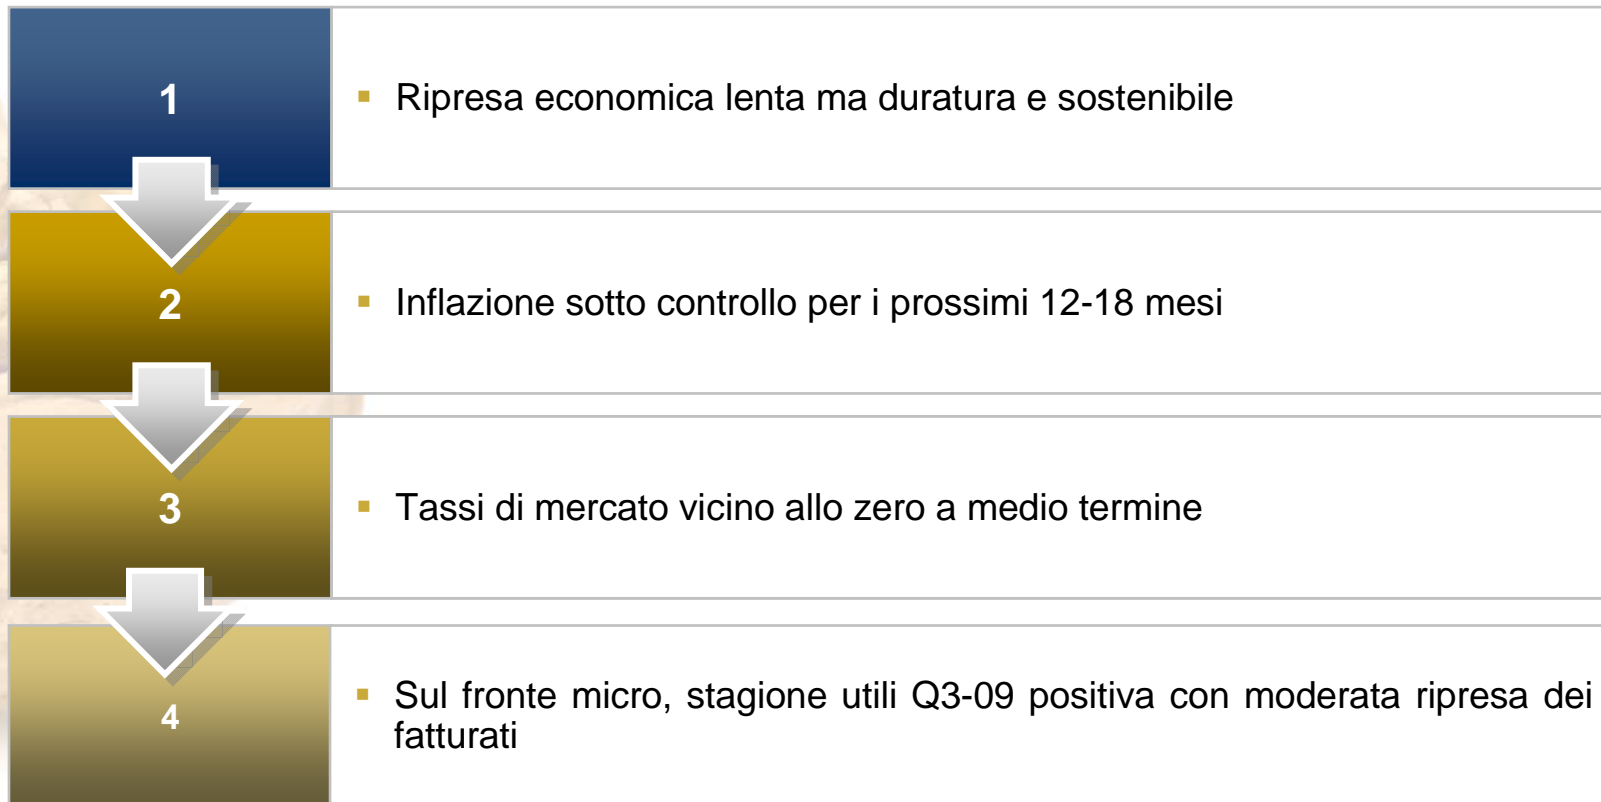 1
▪ Ripresa economica lenta ma duratura e sostenibile
2
▪ Inflazione sotto controllo per i prossimi 12-18 mesi
3
▪ Tassi di mercato vicino allo zero a medio termine
4
▪ Sul fronte micro, stagione utili Q3-09 positiva con moderata ripresa dei
fatturati